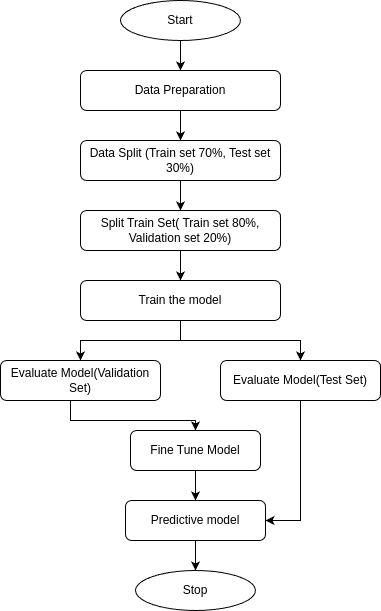 Start
Data Preparation
Data Split (Train set 70%, Test set
30%)
Split Train Set( Train set 80%,
Validation set 20%)
Train the model
Evaluate Model(Validation
Set)
Evaluate Model(Test Set)
Fine Tune Model
Predictive model
Stop